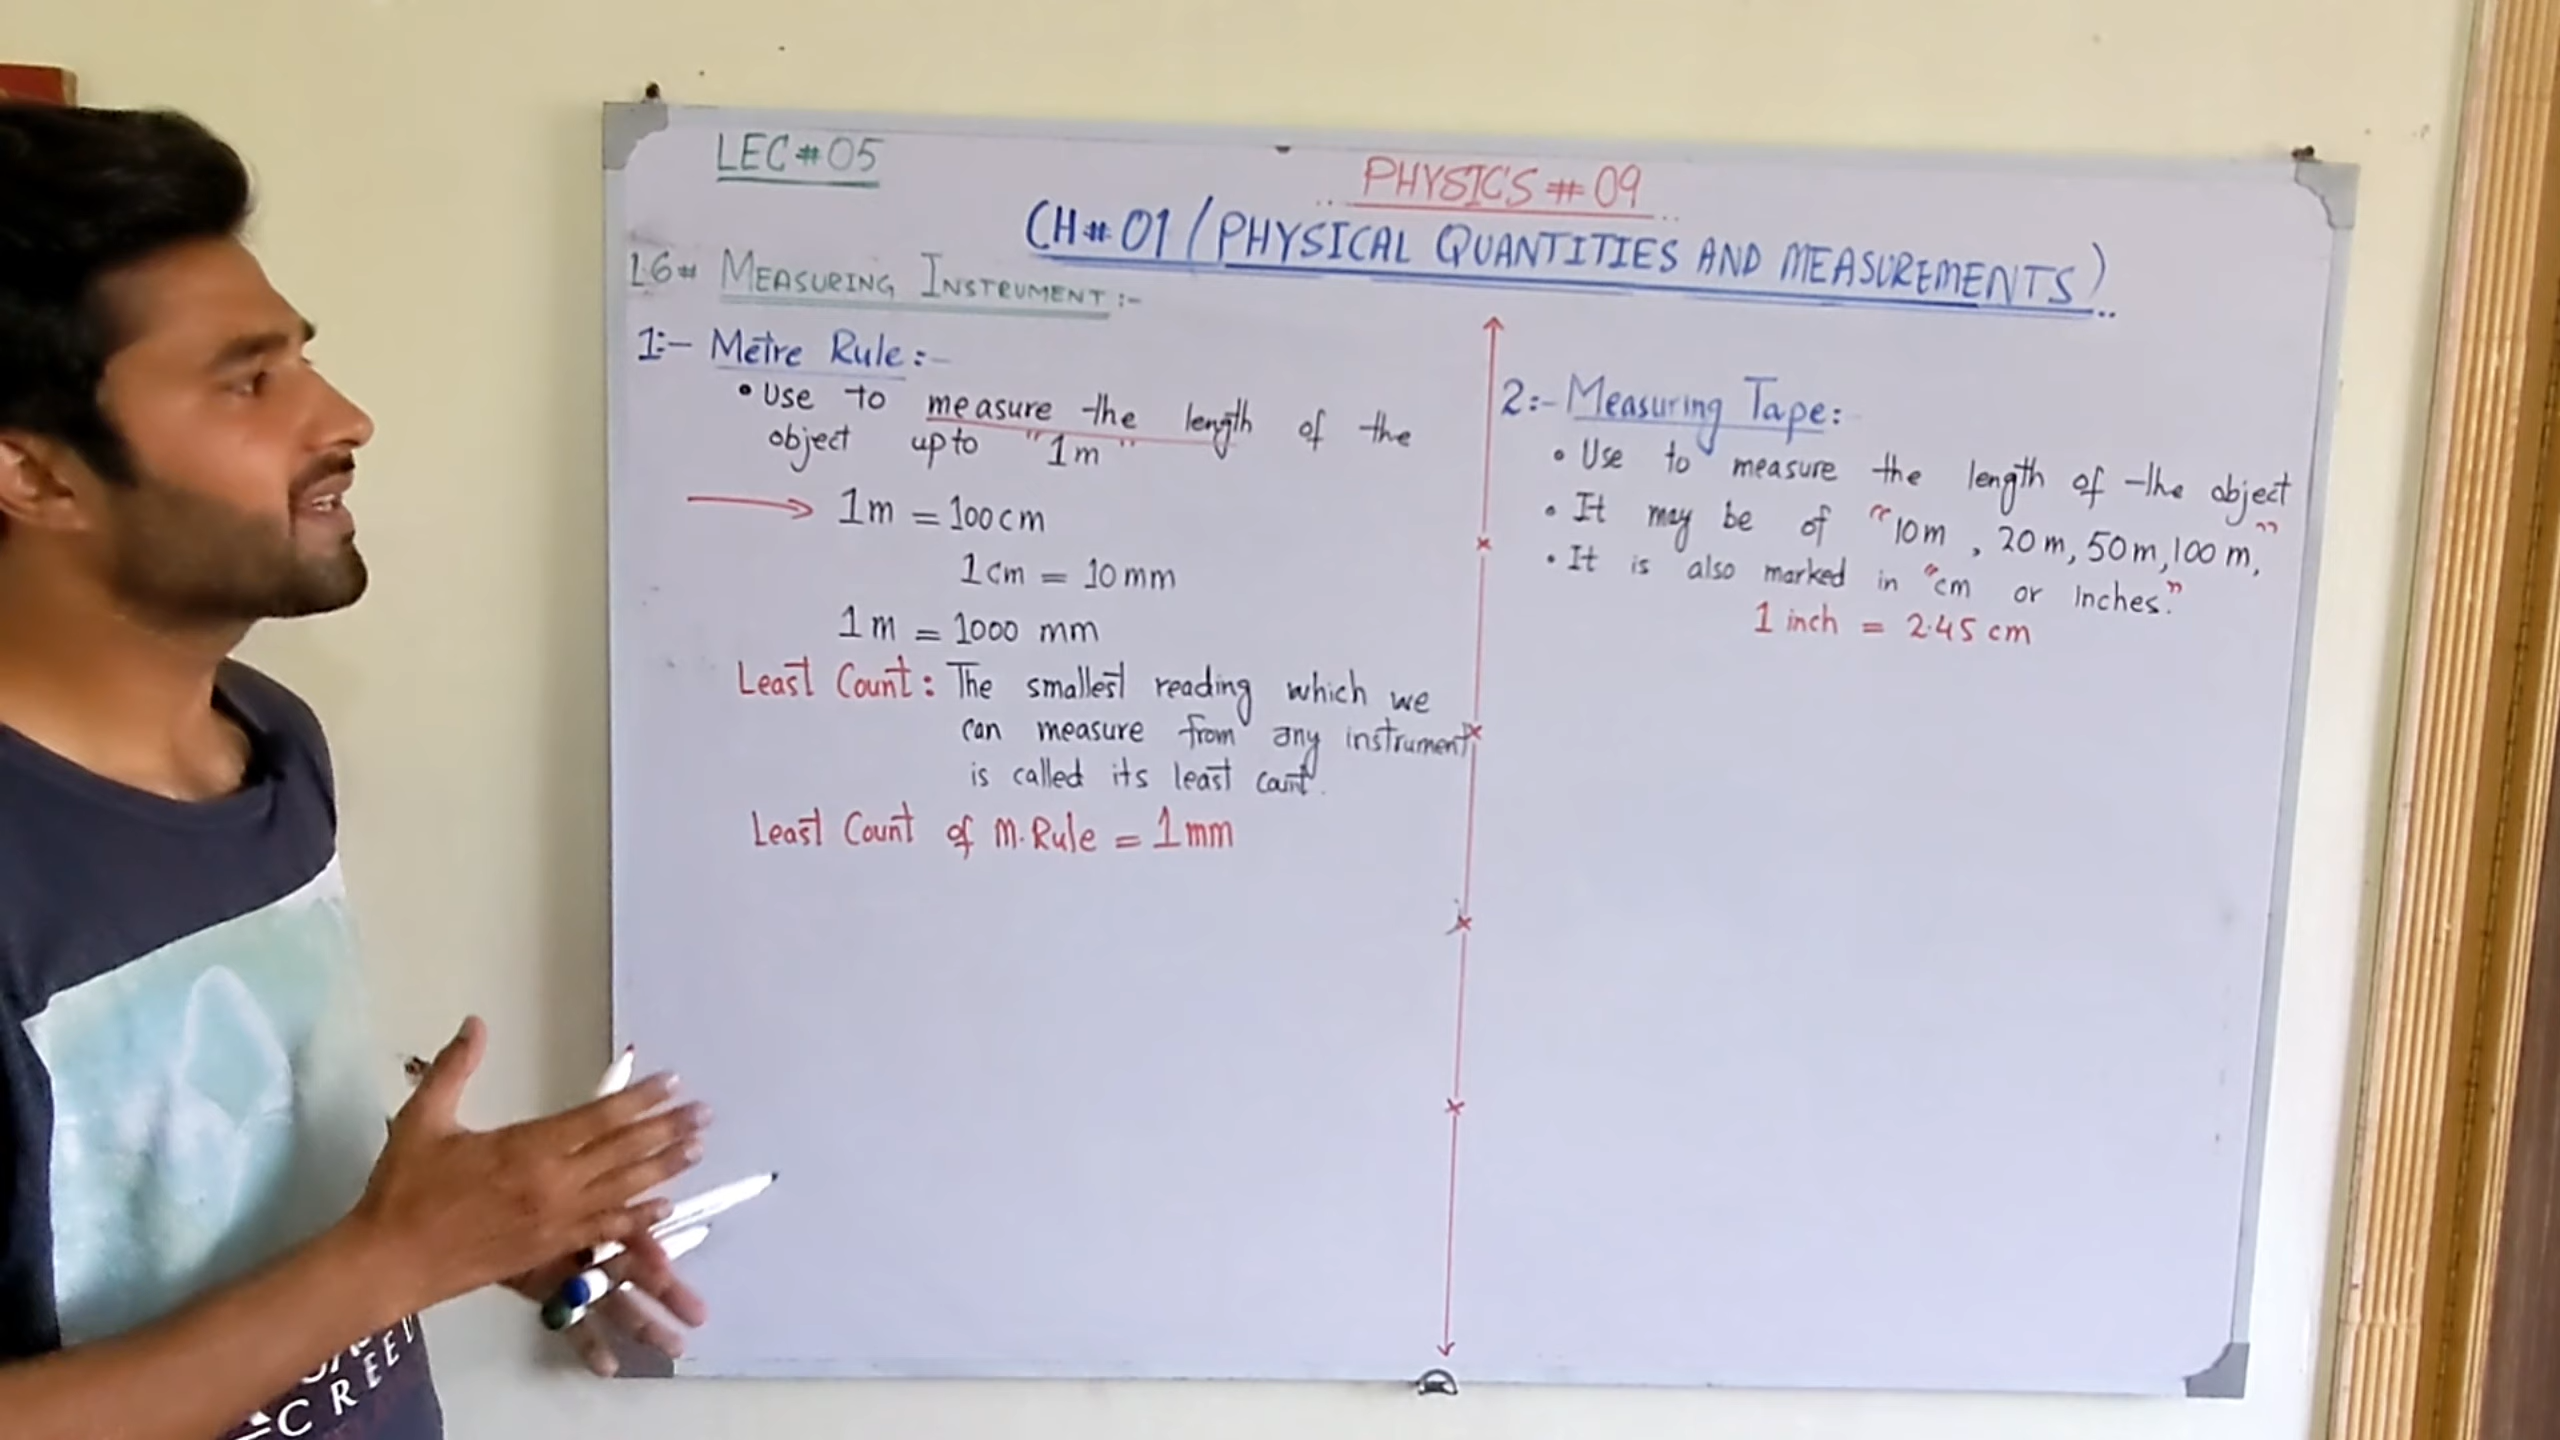 LEC # 05
PHYSIC'S # 09
CH # 01 / PHYSICAL QUANTITIES AND MEASUREMENTS)
1.6 # MEASURING INSTRUMENT :-
1:- Metre Rule :-
• Use to measure the length of the
object upto "1m"
1m = 100cm
1cm = 10mm
1m = 1000 mm
Least Count : The smallest reading which we
can measure from any instrument
is called its least count.
Least Count of M.Rule = 1mm
2:- Measuring Tape:
• Use to measure the length of the object
• It may be of "10m , 20m, 50m, 100m,"
• It is also marked in "cm or inches."
1 inch = 2.45 cm
CREED